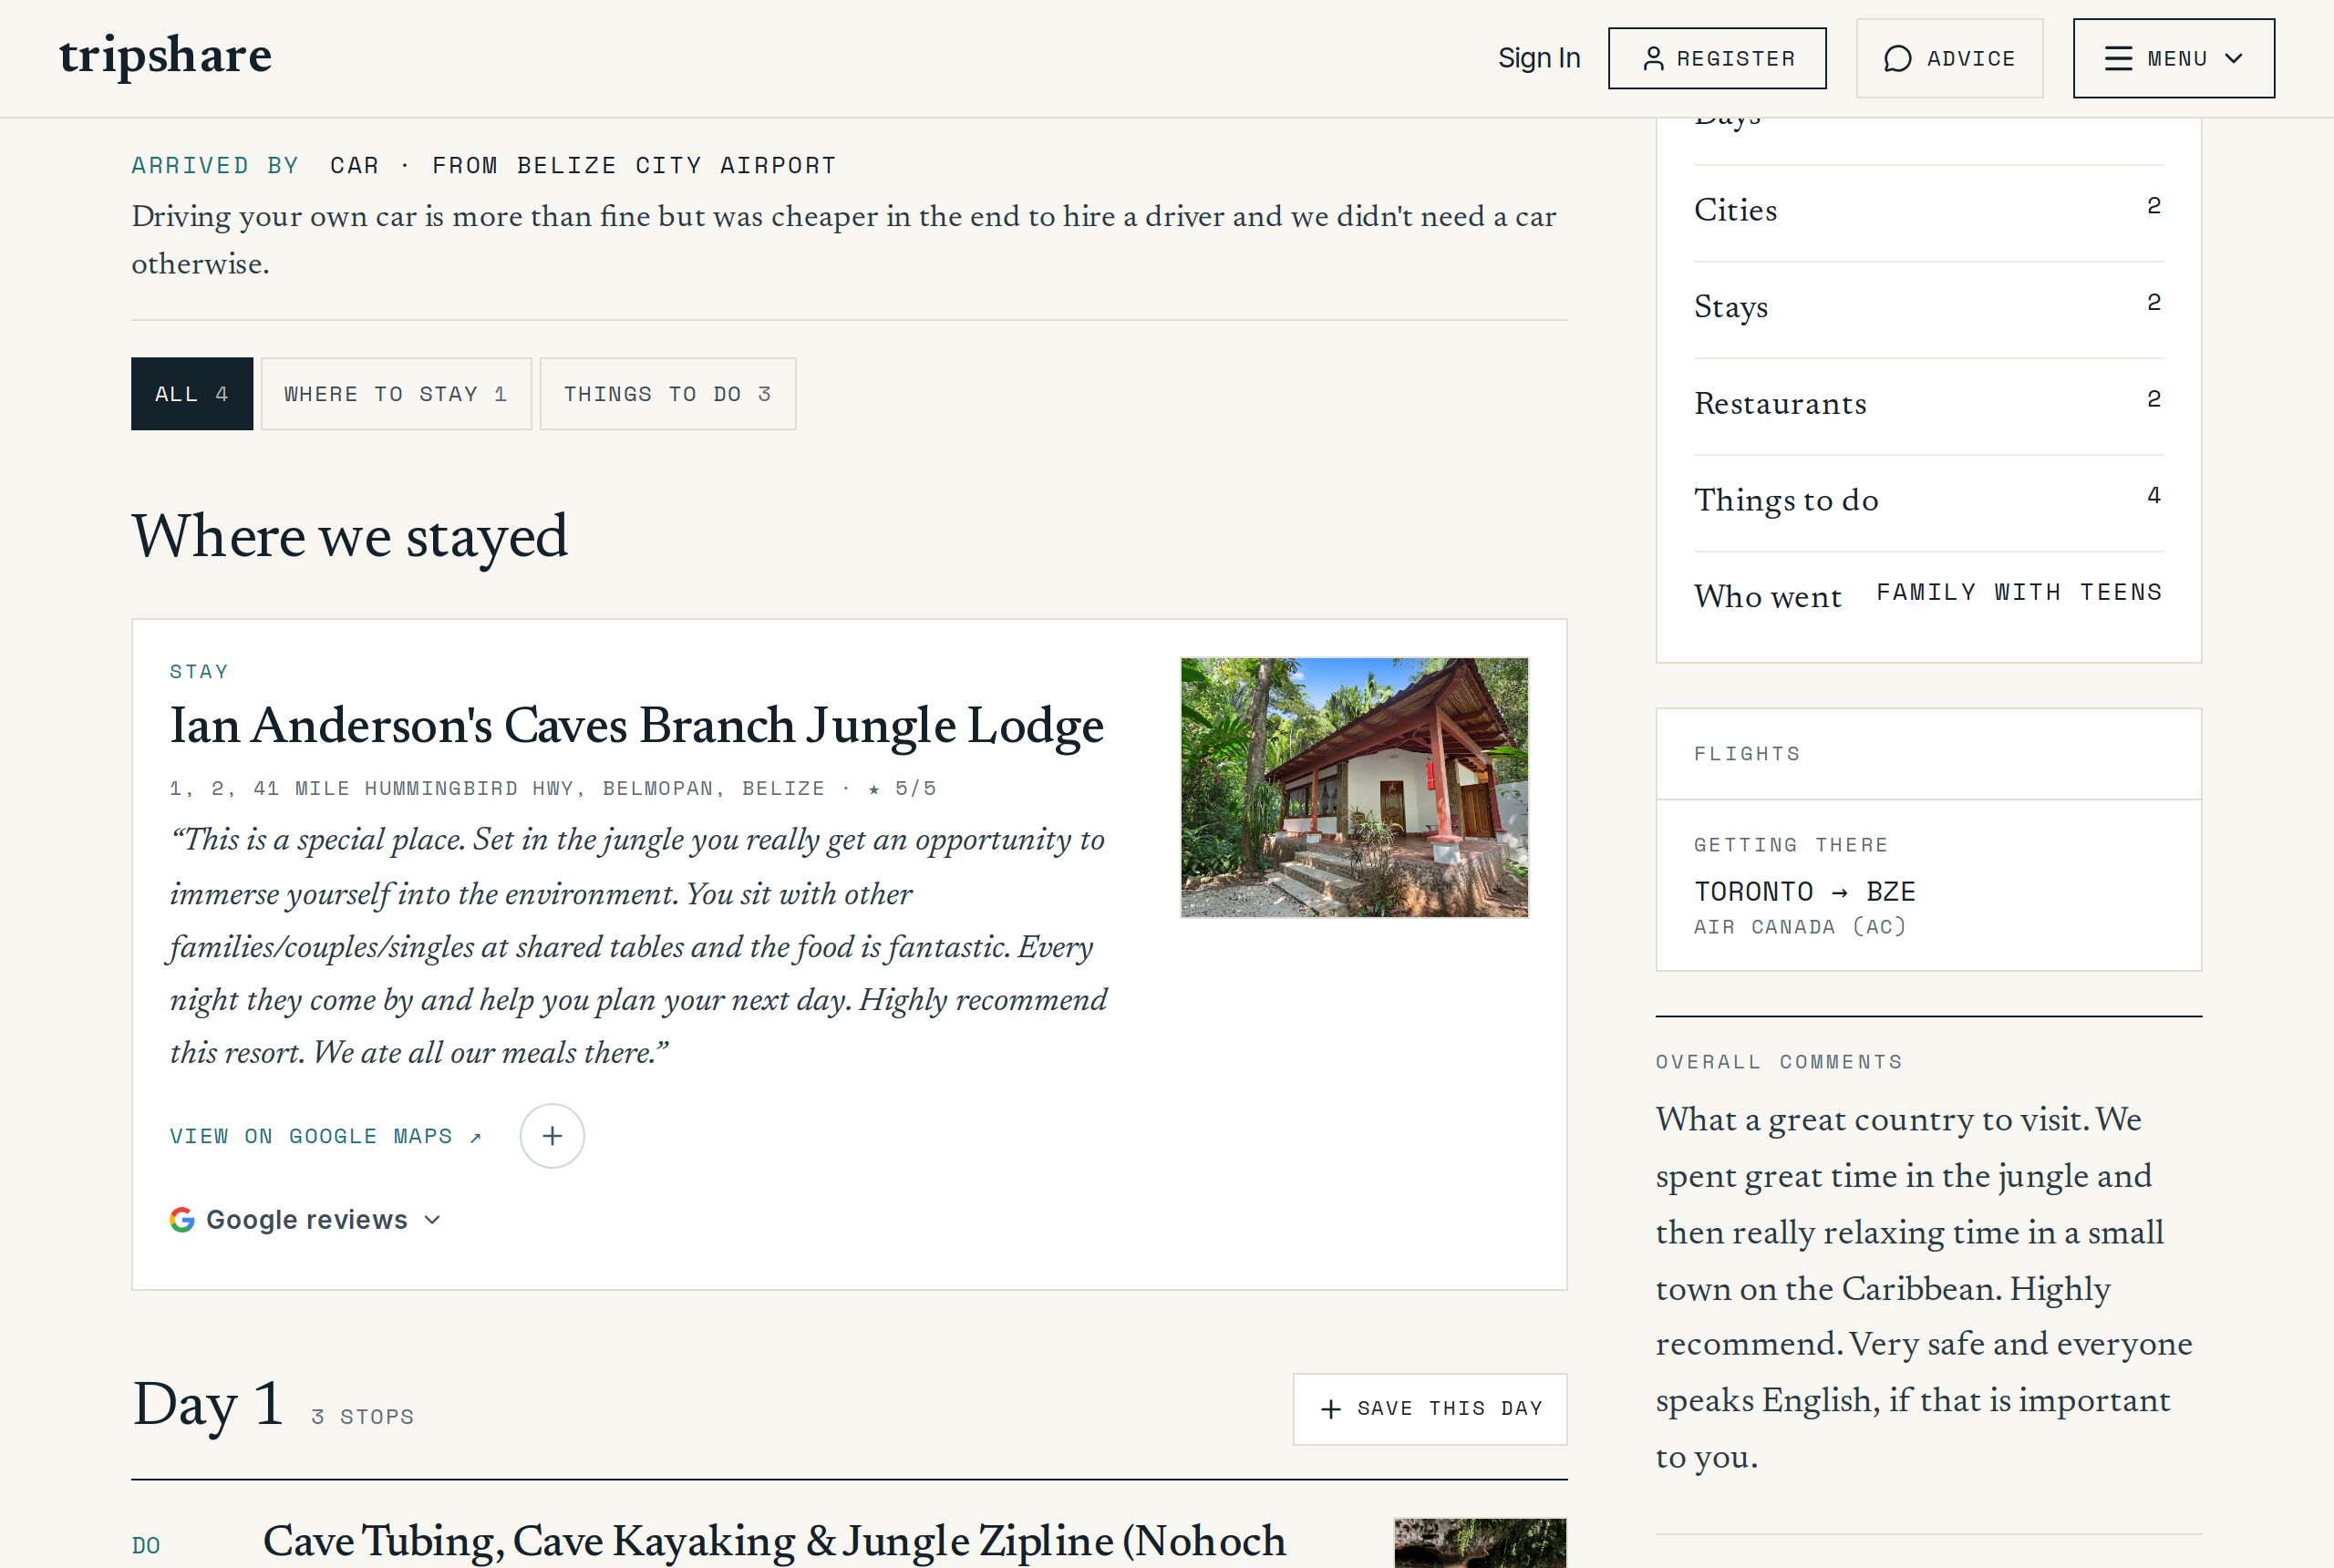 tripshare
Sign In
REGISTER
ADVICE
MENU
ARRIVED BY CAR · FROM BELIZE CITY AIRPORT
Driving your own car is more than fine but was cheaper in the end to hire a driver and we didn't need a car
otherwise.
ALL 4
WHERE TO STAY 1
THINGS TO DO 3
Where we stayed
STAY
Ian Anderson's Caves Branch Jungle Lodge
1, 2, 41 MILE HUMMINGBIRD HWY, BELMOPAN, BELIZE · ★ 5/5
“This is a special place. Set in the jungle you really get an opportunity to
immerse yourself into the environment. You sit with other
families/couples/singles at shared tables and the food is fantastic. Every
night they come by and help you plan your next day. Highly recommend
this resort. We ate all our meals there.”
VIEW ON GOOGLE MAPS ↗
Google reviews
Day 1 3 STOPS
SAVE THIS DAY
DO
Cave Tubing, Cave Kayaking & Jungle Zipline (Nohoch
Days
Cities 2
Stays 2
Restaurants 2
Things to do 4
Who went FAMILY WITH TEENS
FLIGHTS
GETTING THERE
TORONTO → BZE
AIR CANADA (AC)
OVERALL COMMENTS
What a great country to visit. We
spent great time in the jungle and
then really relaxing time in a small
town on the Caribbean. Highly
recommend. Very safe and everyone
speaks English, if that is important
to you.